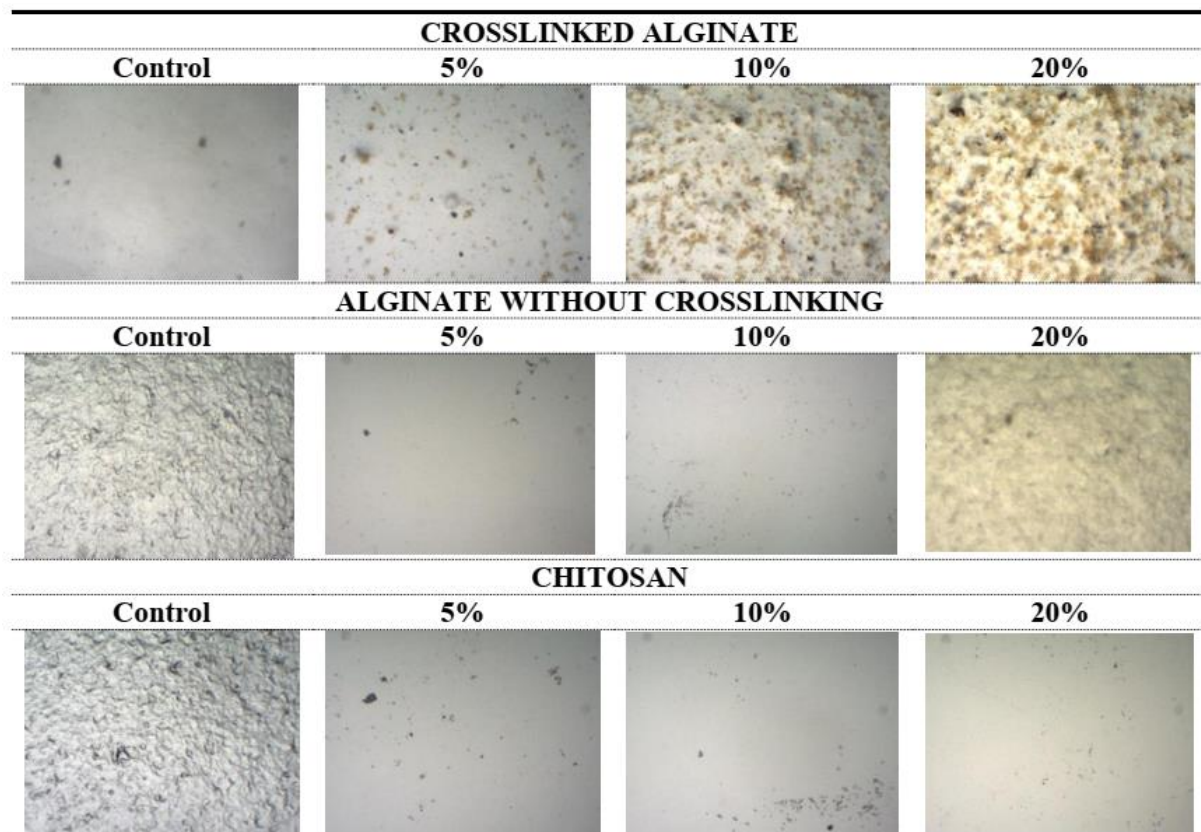 CROSSLINKED ALGINATE
Control 5% 10% 20%
ALGINATE WITHOUT CROSSLINKING
Control 5% 10% 20%
CHITOSAN
Control 5% 10% 20%